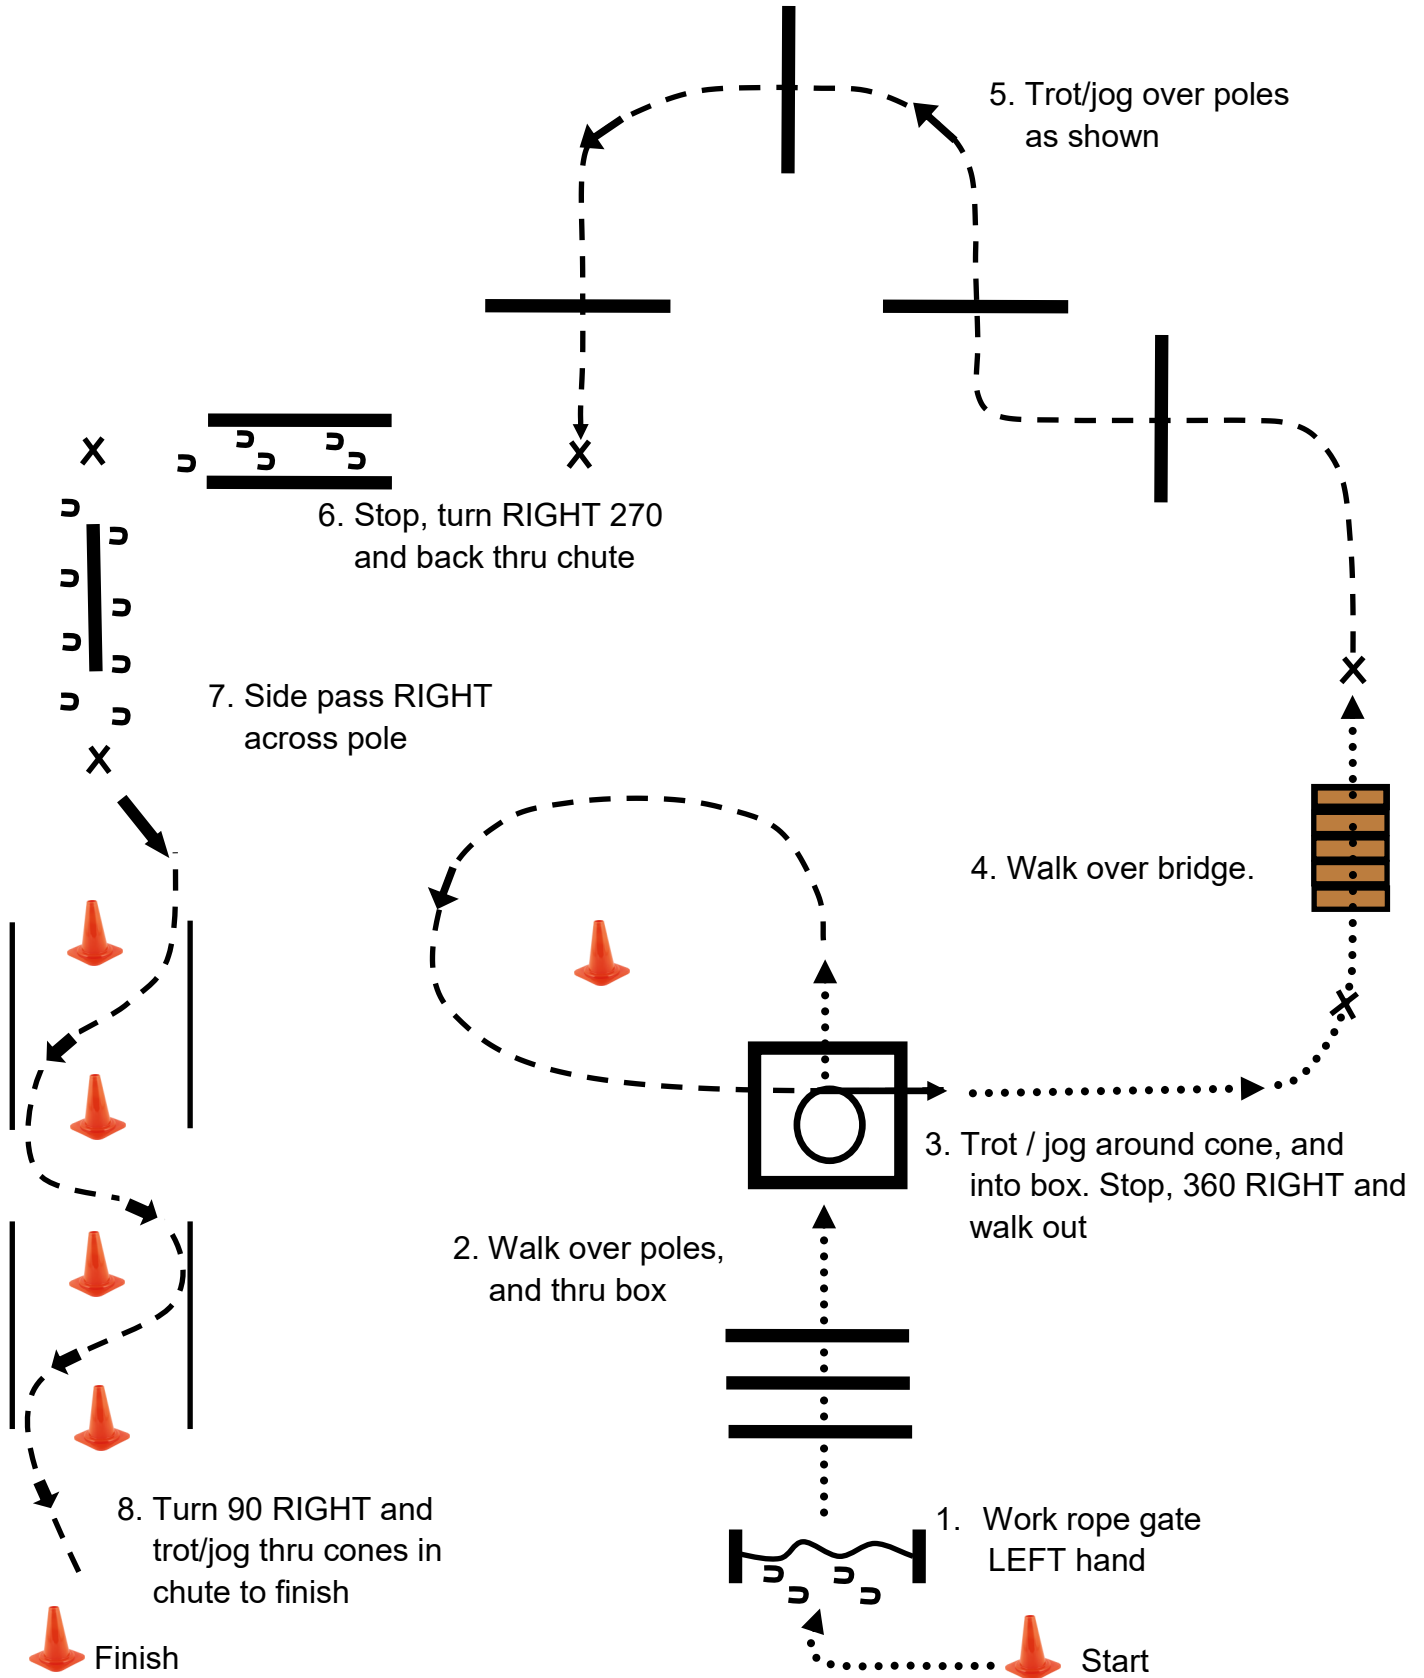 5. Trot/jog over poles
as shown
6. Stop, turn RIGHT 270
and back thru chute
7. Side pass RIGHT
across pole
4. Walk over bridge.
3. Trot / jog around cone, and
into box. Stop, 360 RIGHT and
walk out
2. Walk over poles,
and thru box
8. Turn 90 RIGHT and
trot/jog thru cones in
chute to finish
1. Work rope gate
LEFT hand
Finish
Start